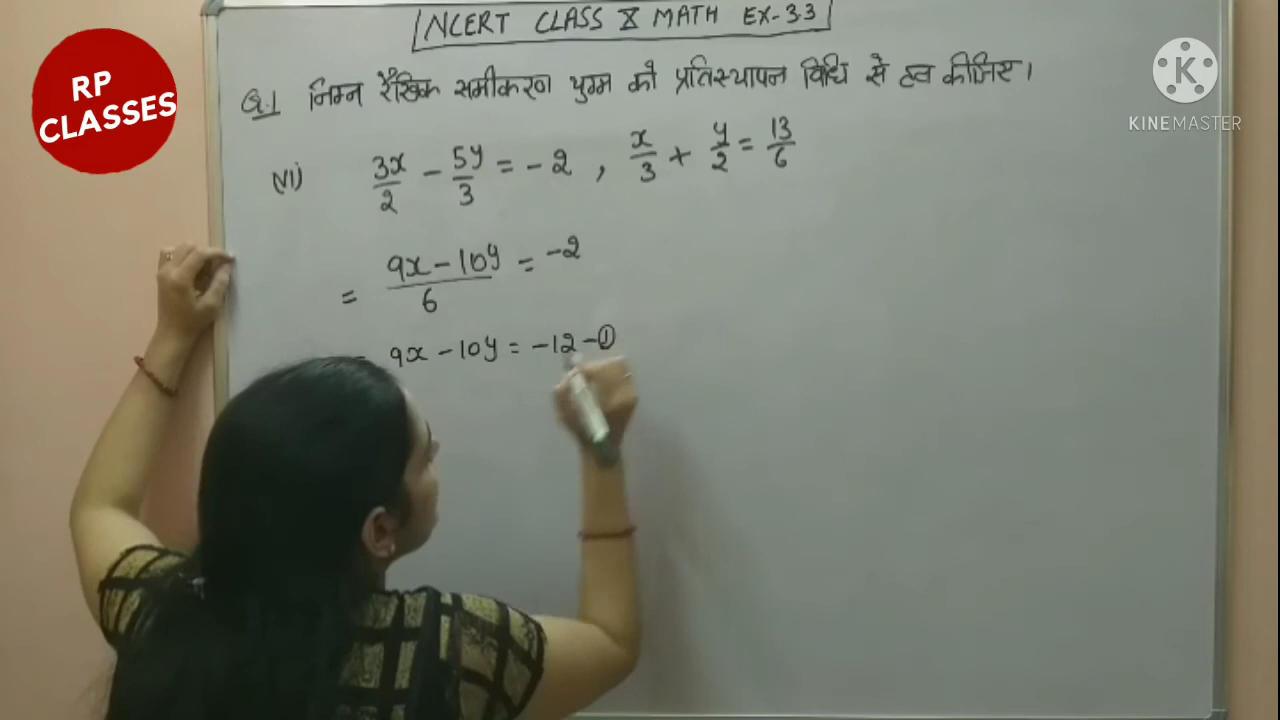 NCERT CLASS X MATH EX-3.3
RP
CLASSES
Q.1 निम्न रैखिक समीकरण युग्म को प्रतिस्थापन विधि से हल कीजिए।
KINEMASTER
(VI) 3x/2 - 5y/3 = -2 , x/3 + y/2 = 13/6
= 9x - 10y/6 = -2
= 9x - 10y = -12 - ①